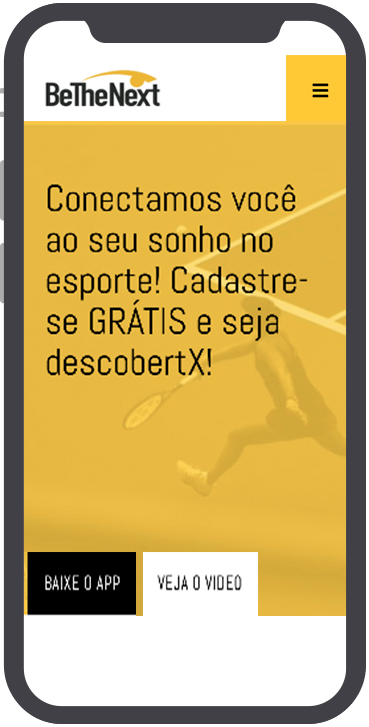 BeTheNext
Conectamos você
ao seu sonho no
esporte! Cadastre-
se GRÁTIS e seja
descobertX!
BAIXE O APP
VEJA O VIDEO